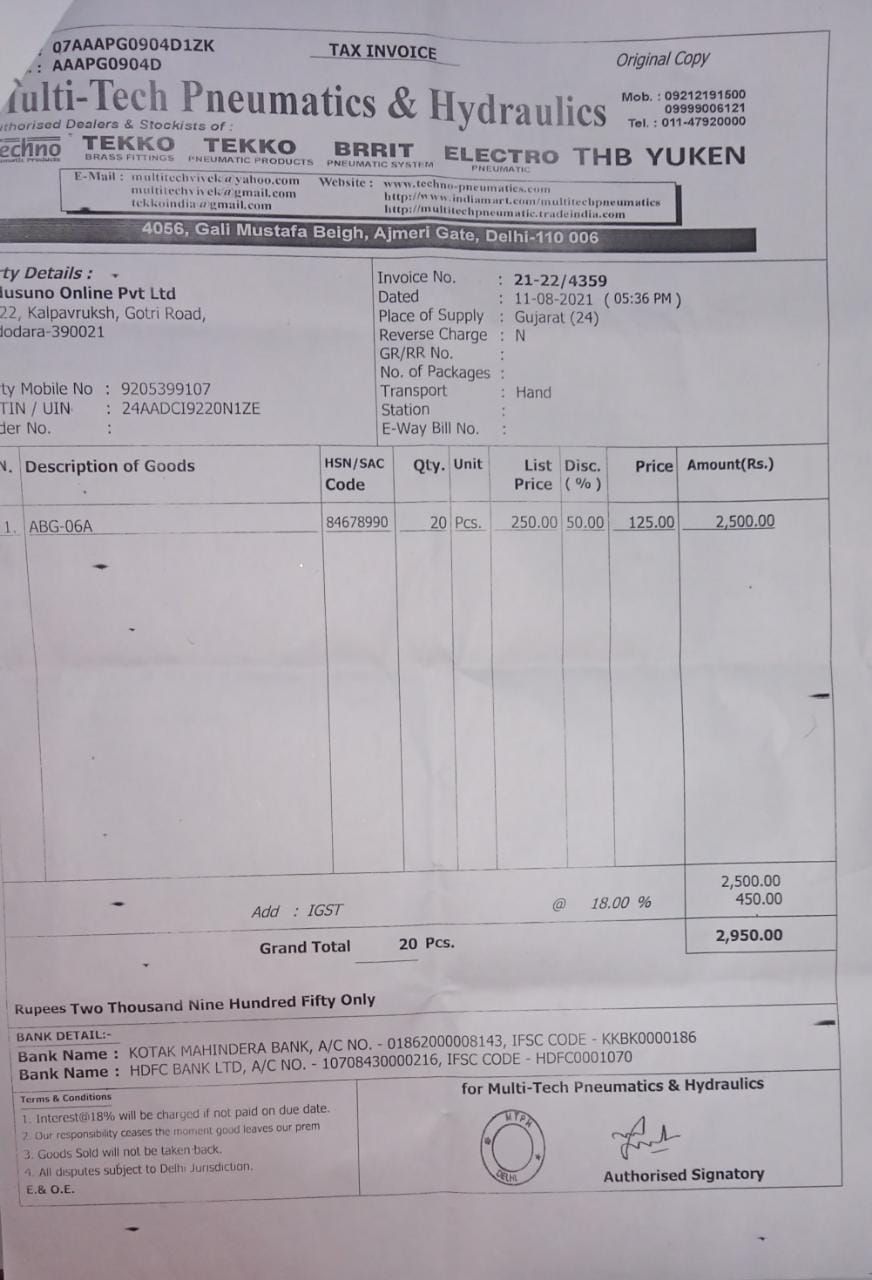 : 07AAAPG0904D1ZK TAX INVOICE Original Copy
. : AAAPG0904D
Multi-Tech Pneumatics & Hydraulics
Mob. : 09212191500
09999006121
Tel. : 011-47920000
thorised Dealers & Stockists of :
echno TEKKO TEKKO BRRIT ELECTRO THB YUKEN
BRASS FITTINGS PNEUMATIC PRODUCTS PNEUMATIC SYSTEM PNEUMATIC
E-Mail : multitechvivek@yahoo.com Website : www.techno-pneumatics.com
multitechvivek@gmail.com http://www.indiamart.com/multitechpneumatics
tekkoindia@gmail.com http://multitechpneumatic.tradeindia.com
4056, Gali Mustafa Beigh, Ajmeri Gate, Delhi-110 006
ty Details :
usuno Online Pvt Ltd
22, Kalpavruksh, Gotri Road,
dodara-390021
ty Mobile No : 9205399107
TIN / UIN : 24AADCI9220N1ZE
der No. :
Invoice No. : 21-22/4359
Dated : 11-08-2021 ( 05:36 PM )
Place of Supply : Gujarat (24)
Reverse Charge : N
GR/RR No. :
No. of Packages :
Transport : Hand
Station :
E-Way Bill No. :
N. Description of Goods HSN/SAC Code Qty. Unit List Price Disc. ( % ) Price Amount(Rs.)
1. ABG-06A 84678990 20 Pcs. 250.00 50.00 125.00 2,500.00
2,500.00
Add : IGST @ 18.00 % 450.00
Grand Total 20 Pcs. 2,950.00
Rupees Two Thousand Nine Hundred Fifty Only
BANK DETAIL:-
Bank Name : KOTAK MAHINDERA BANK, A/C NO. - 01862000008143, IFSC CODE - KKBK0000186
Bank Name : HDFC BANK LTD, A/C NO. - 10708430000216, IFSC CODE - HDFC0001070
Terms & Conditions
1. Interest@18% will be charged if not paid on due date.
2. Our responsibility ceases the moment good leaves our prem
3. Goods Sold will not be taken back.
4. All disputes subject to Delhi Jurisdiction.
E.& O.E.
for Multi-Tech Pneumatics & Hydraulics
MTPH
DELHI
Authorised Signatory